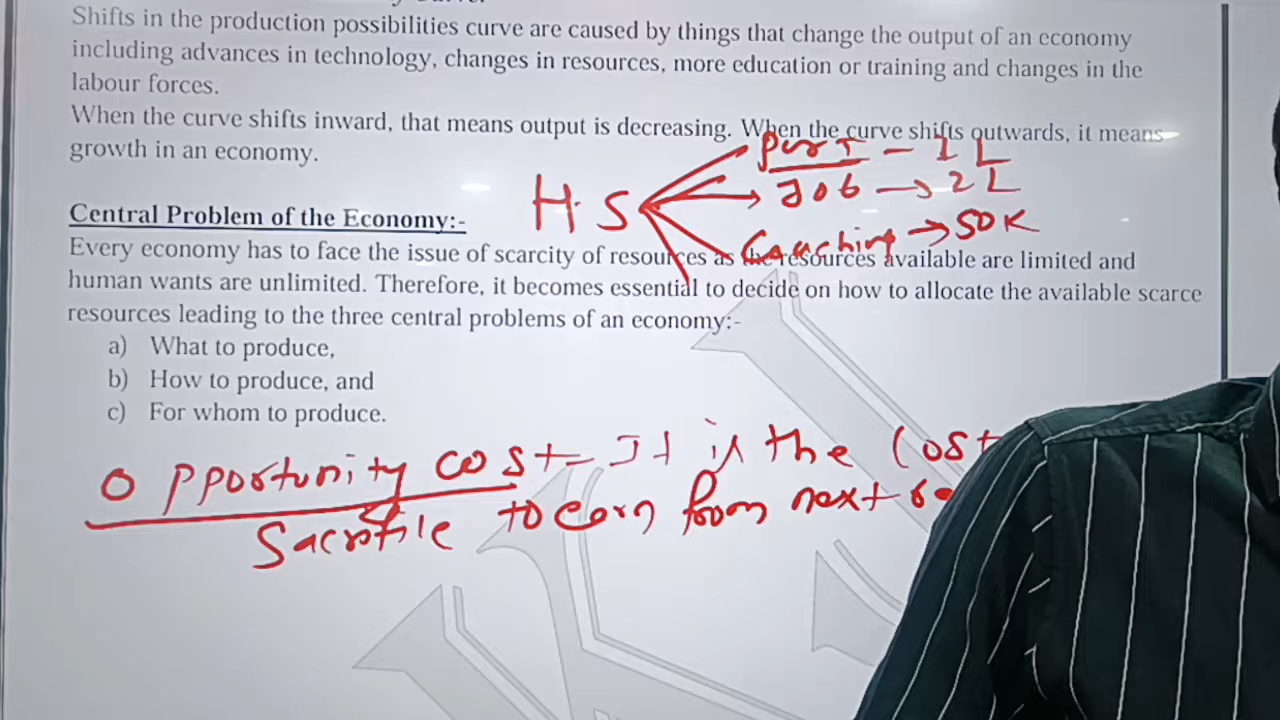 Shifts in the production possibilities curve are caused by things that change the output of an economy
including advances in technology, changes in resources, more education or training and changes in the
labour forces.
When the curve shifts inward, that means output is decreasing. When the curve shifts outwards, it means
growth in an economy.
H.S
- 1 L
Job → 2 L
Coaching → 50K
Central Problem of the Economy:-
Every economy has to face the issue of scarcity of resources as the resources available are limited and
human wants are unlimited. Therefore, it becomes essential to decide on how to allocate the available scarce
resources leading to the three central problems of an economy:-
a) What to produce,
b) How to produce, and
c) For whom to produce.
Opportunity cost - It is the cost
to earn from next